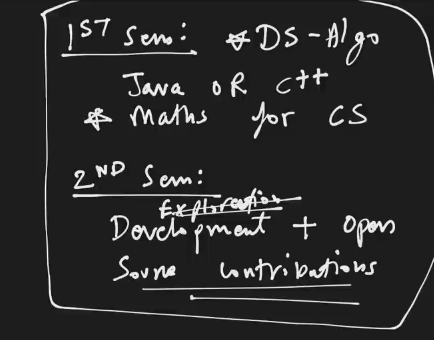 1ST Sem: * DS-Algo
Java OR C++
* Maths for CS
2ND Sem:
Exploration
Development + Open
Source Contributions